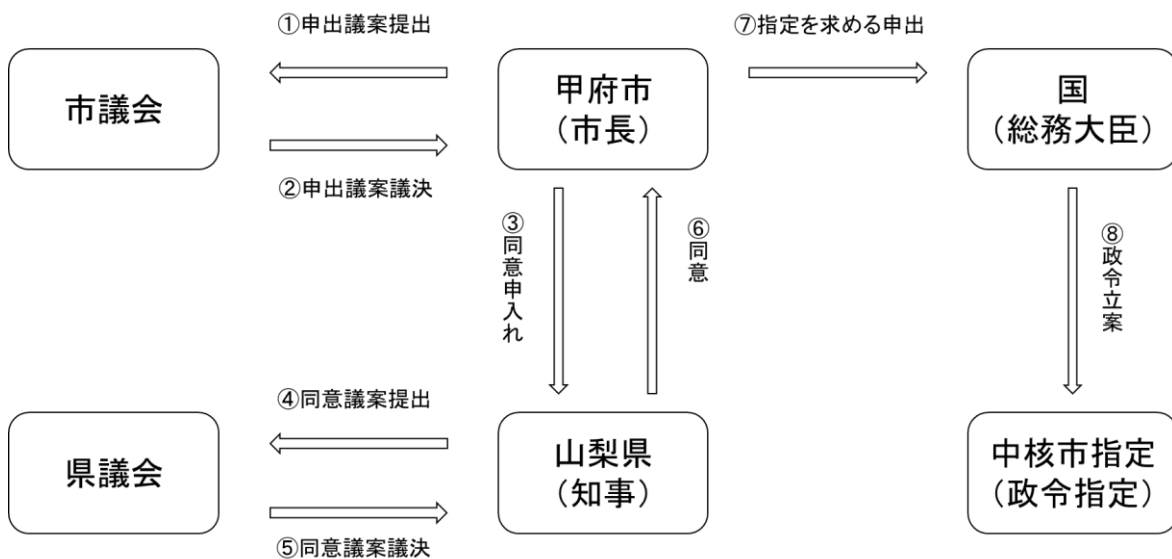 ①申出議案提出
⑦指定を求める申出
市議会
甲府市
（市長）
国
（総務大臣）
②申出議案議決
③同意申入れ
⑥同意
⑧政令立案
④同意議案提出
県議会
山梨県
（知事）
中核市指定
（政令指定）
⑤同意議案議決